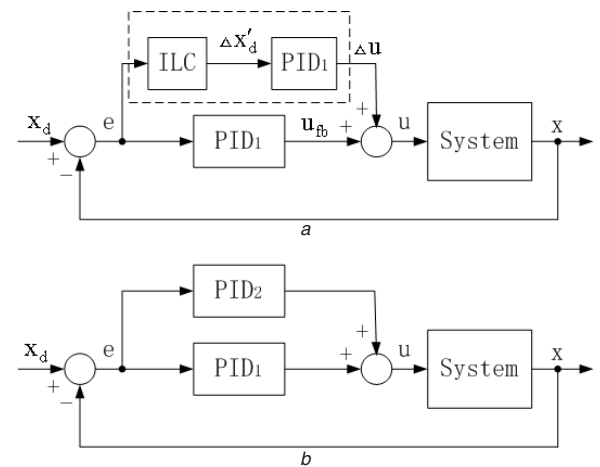 ILC
△x'd
PID1
△u
xd
e
PID1
ufb
+
+
u
System
x
+
−
a
PID2
xd
e
PID1
+
+
u
System
x
+
−
b